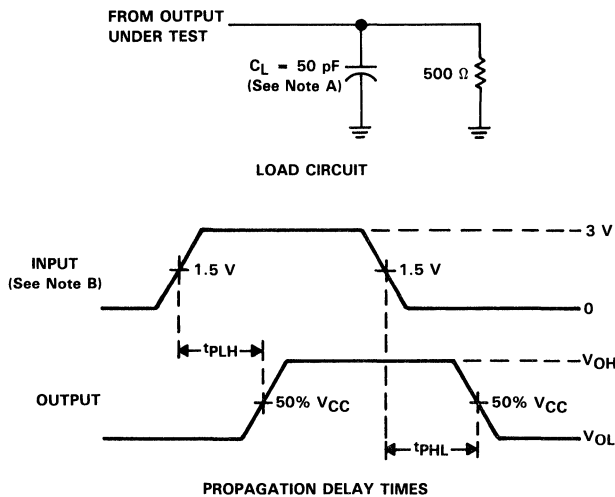 FROM OUTPUT
UNDER TEST
C_L = 50 pF
(See Note A)
500 Ω
LOAD CIRCUIT
3 V
INPUT
(See Note B)
1.5 V
1.5 V
0
t_PLH
V_OH
OUTPUT
50% V_CC
50% V_CC
t_PHL
V_OL
PROPAGATION DELAY TIMES